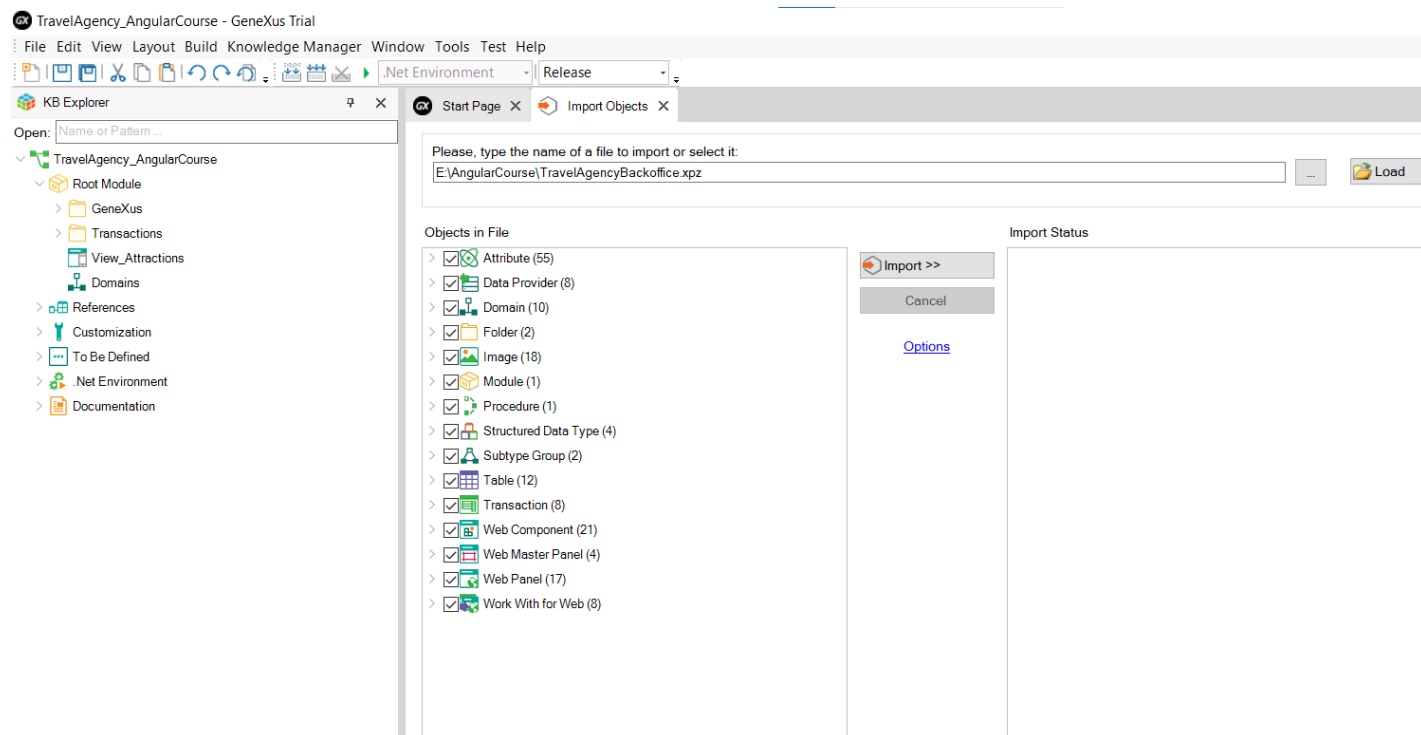 GX TravelAgency_AngularCourse - GeneXus Trial
File Edit View Layout Build Knowledge Manager Window Tools Test Help
.Net Environment Release
KB Explorer
GX Start Page Import Objects
Open: Name or Pattern ...
TravelAgency_AngularCourse
Root Module
GeneXus
Transactions
View_Attractions
Domains
References
Customization
To Be Defined
.Net Environment
Documentation
Please, type the name of a file to import or select it:
E:\AngularCourse\TravelAgencyBackoffice.xpz ... Load
Objects in File
Attribute (55)
Data Provider (8)
Domain (10)
Folder (2)
Image (18)
Module (1)
Procedure (1)
Structured Data Type (4)
Subtype Group (2)
Table (12)
Transaction (8)
Web Component (21)
Web Master Panel (4)
Web Panel (17)
Work With for Web (8)
Import >>
Cancel
Options
Import Status